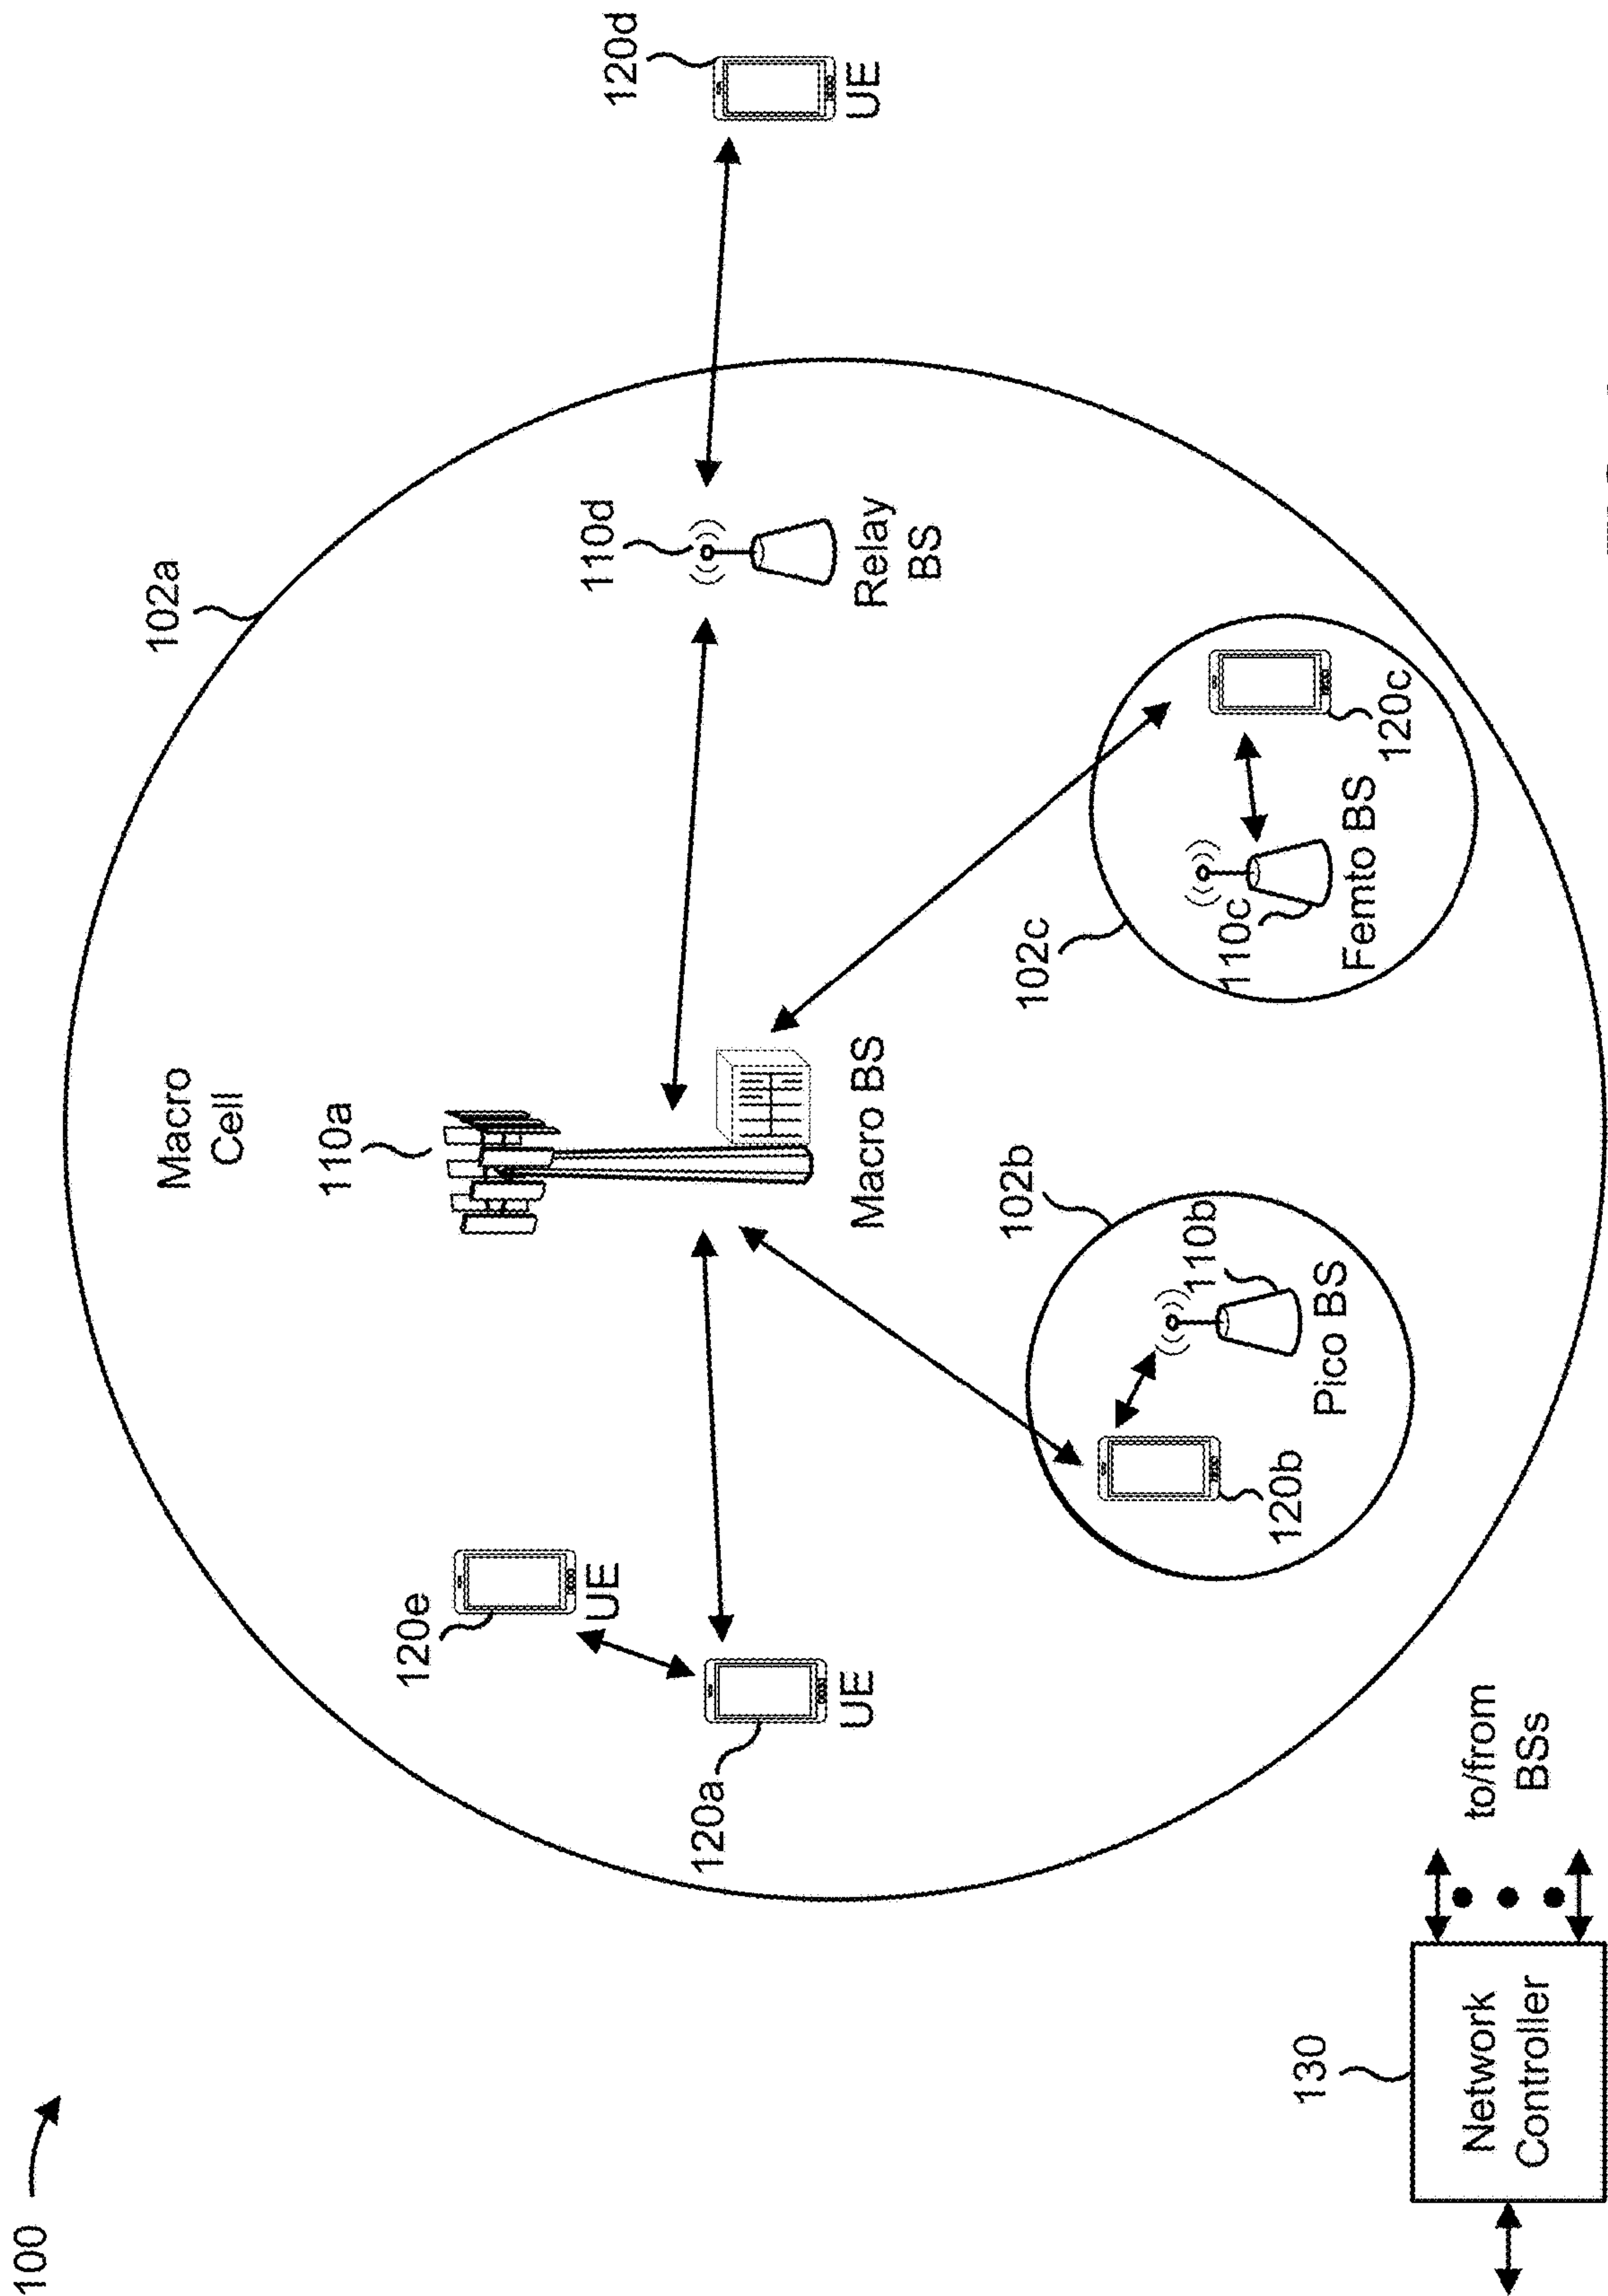 100
Macro
Cell
102a
110a
120e
UE
110d
120d
UE
120a
UE
Macro BS
Relay
BS
102b
102c
110b
120b
Pico BS
110c
120c
Femto BS
130
Network
Controller
to/from
BSs